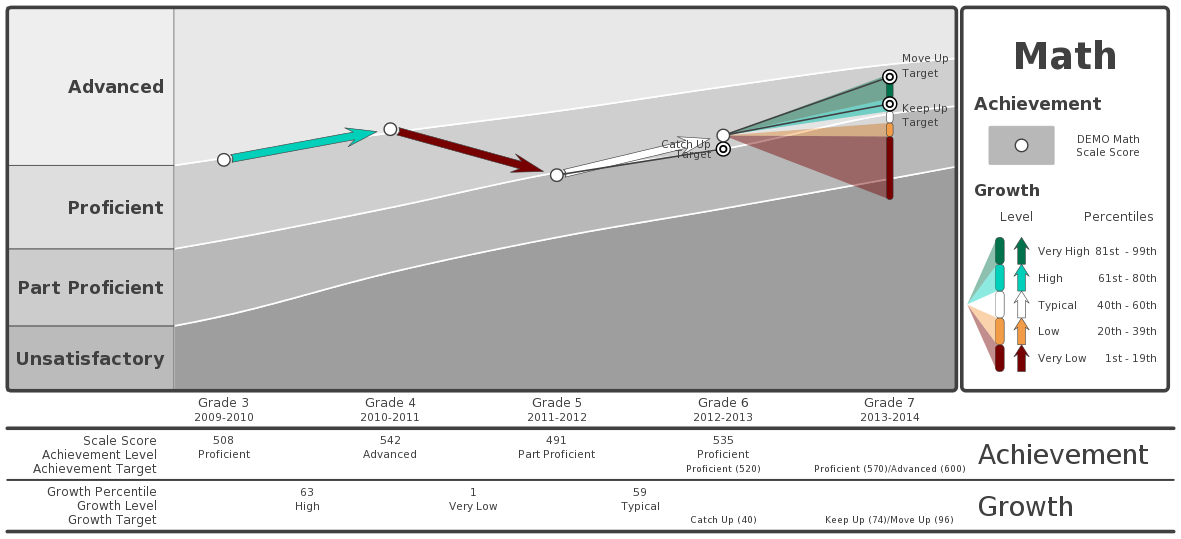 Advanced
Proficient
Part Proficient
Unsatisfactory
Catch Up
Target
Move Up
Target
Keep Up
Target
Math
Achievement
DEMO Math
Scale Score
Growth
Level Percentiles
Very High 81st - 99th
High 61st - 80th
Typical 40th - 60th
Low 20th - 39th
Very Low 1st - 19th
Grade 3 Grade 4 Grade 5 Grade 6 Grade 7
2009-2010 2010-2011 2011-2012 2012-2013 2013-2014
Scale Score 508 542 491 535
Achievement Level Proficient Advanced Part Proficient Proficient
Achievement Target Proficient (520) Proficient (570)/Advanced (600)
Achievement
Growth Percentile 63 1 59
Growth Level High Very Low Typical
Growth Target Catch Up (40) Keep Up (74)/Move Up (96)
Growth